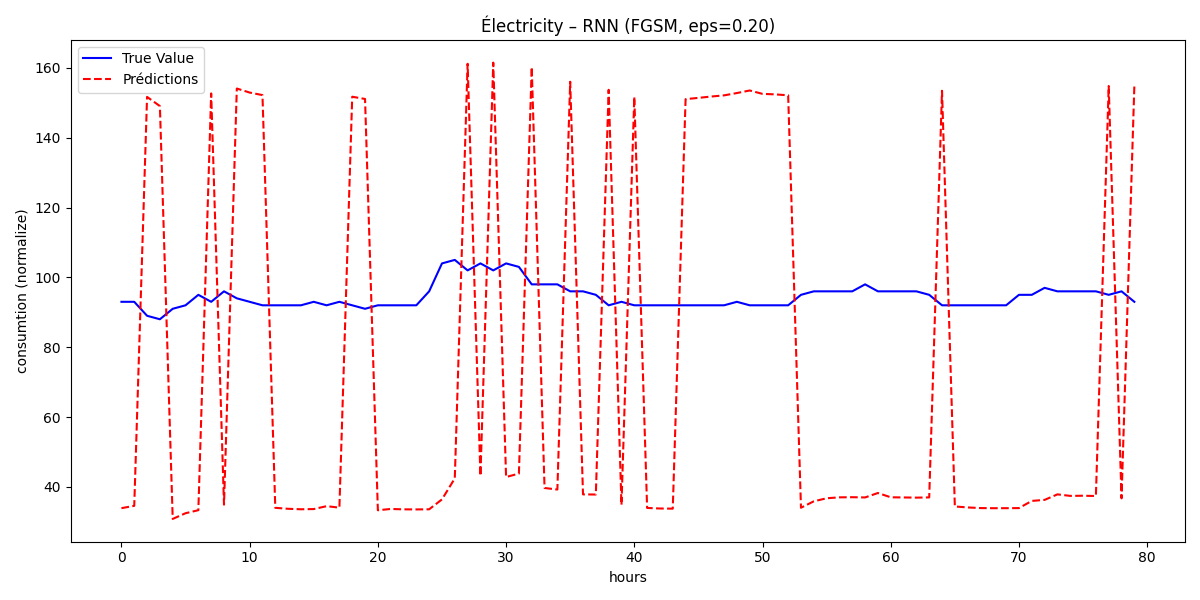 Électricity – RNN (FGSM, eps=0.20)
True Value
Prédictions
consumtion (normalize)
160
140
120
100
80
60
40
0 10 20 30 40 50 60 70 80
hours